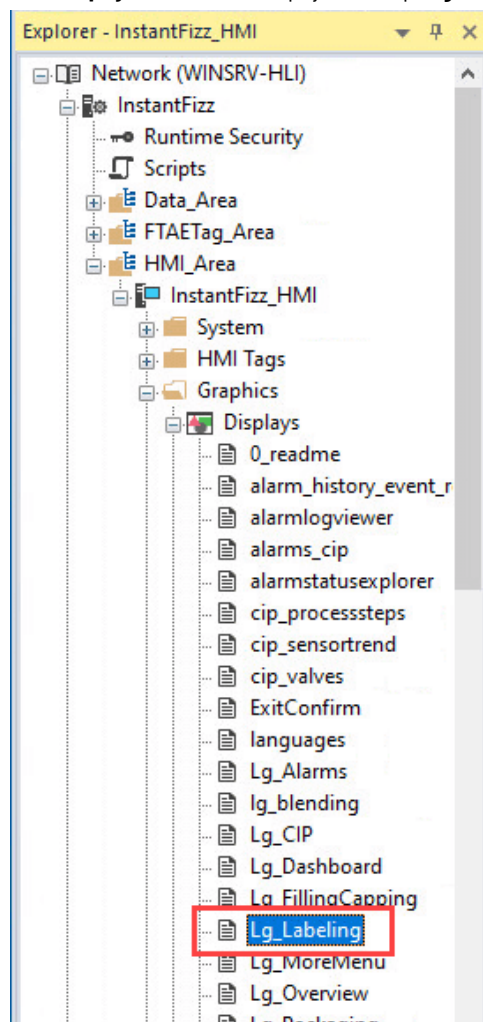 Explorer - InstantFizz_HMI
Network (WINSRV-HLI)
InstantFizz
Runtime Security
Scripts
Data_Area
FTAETag_Area
HMI_Area
InstantFizz_HMI
System
HMI Tags
Graphics
Displays
0_readme
alarm_history_event_r
alarmlogviewer
alarms_cip
alarmstatusexplorer
cip_processsteps
cip_sensortrend
cip_valves
ExitConfirm
languages
Lg_Alarms
lg_blending
Lg_CIP
Lg_Dashboard
Lg_FillingCapping
Lg_Labeling
Lg_MoreMenu
Lg_Overview